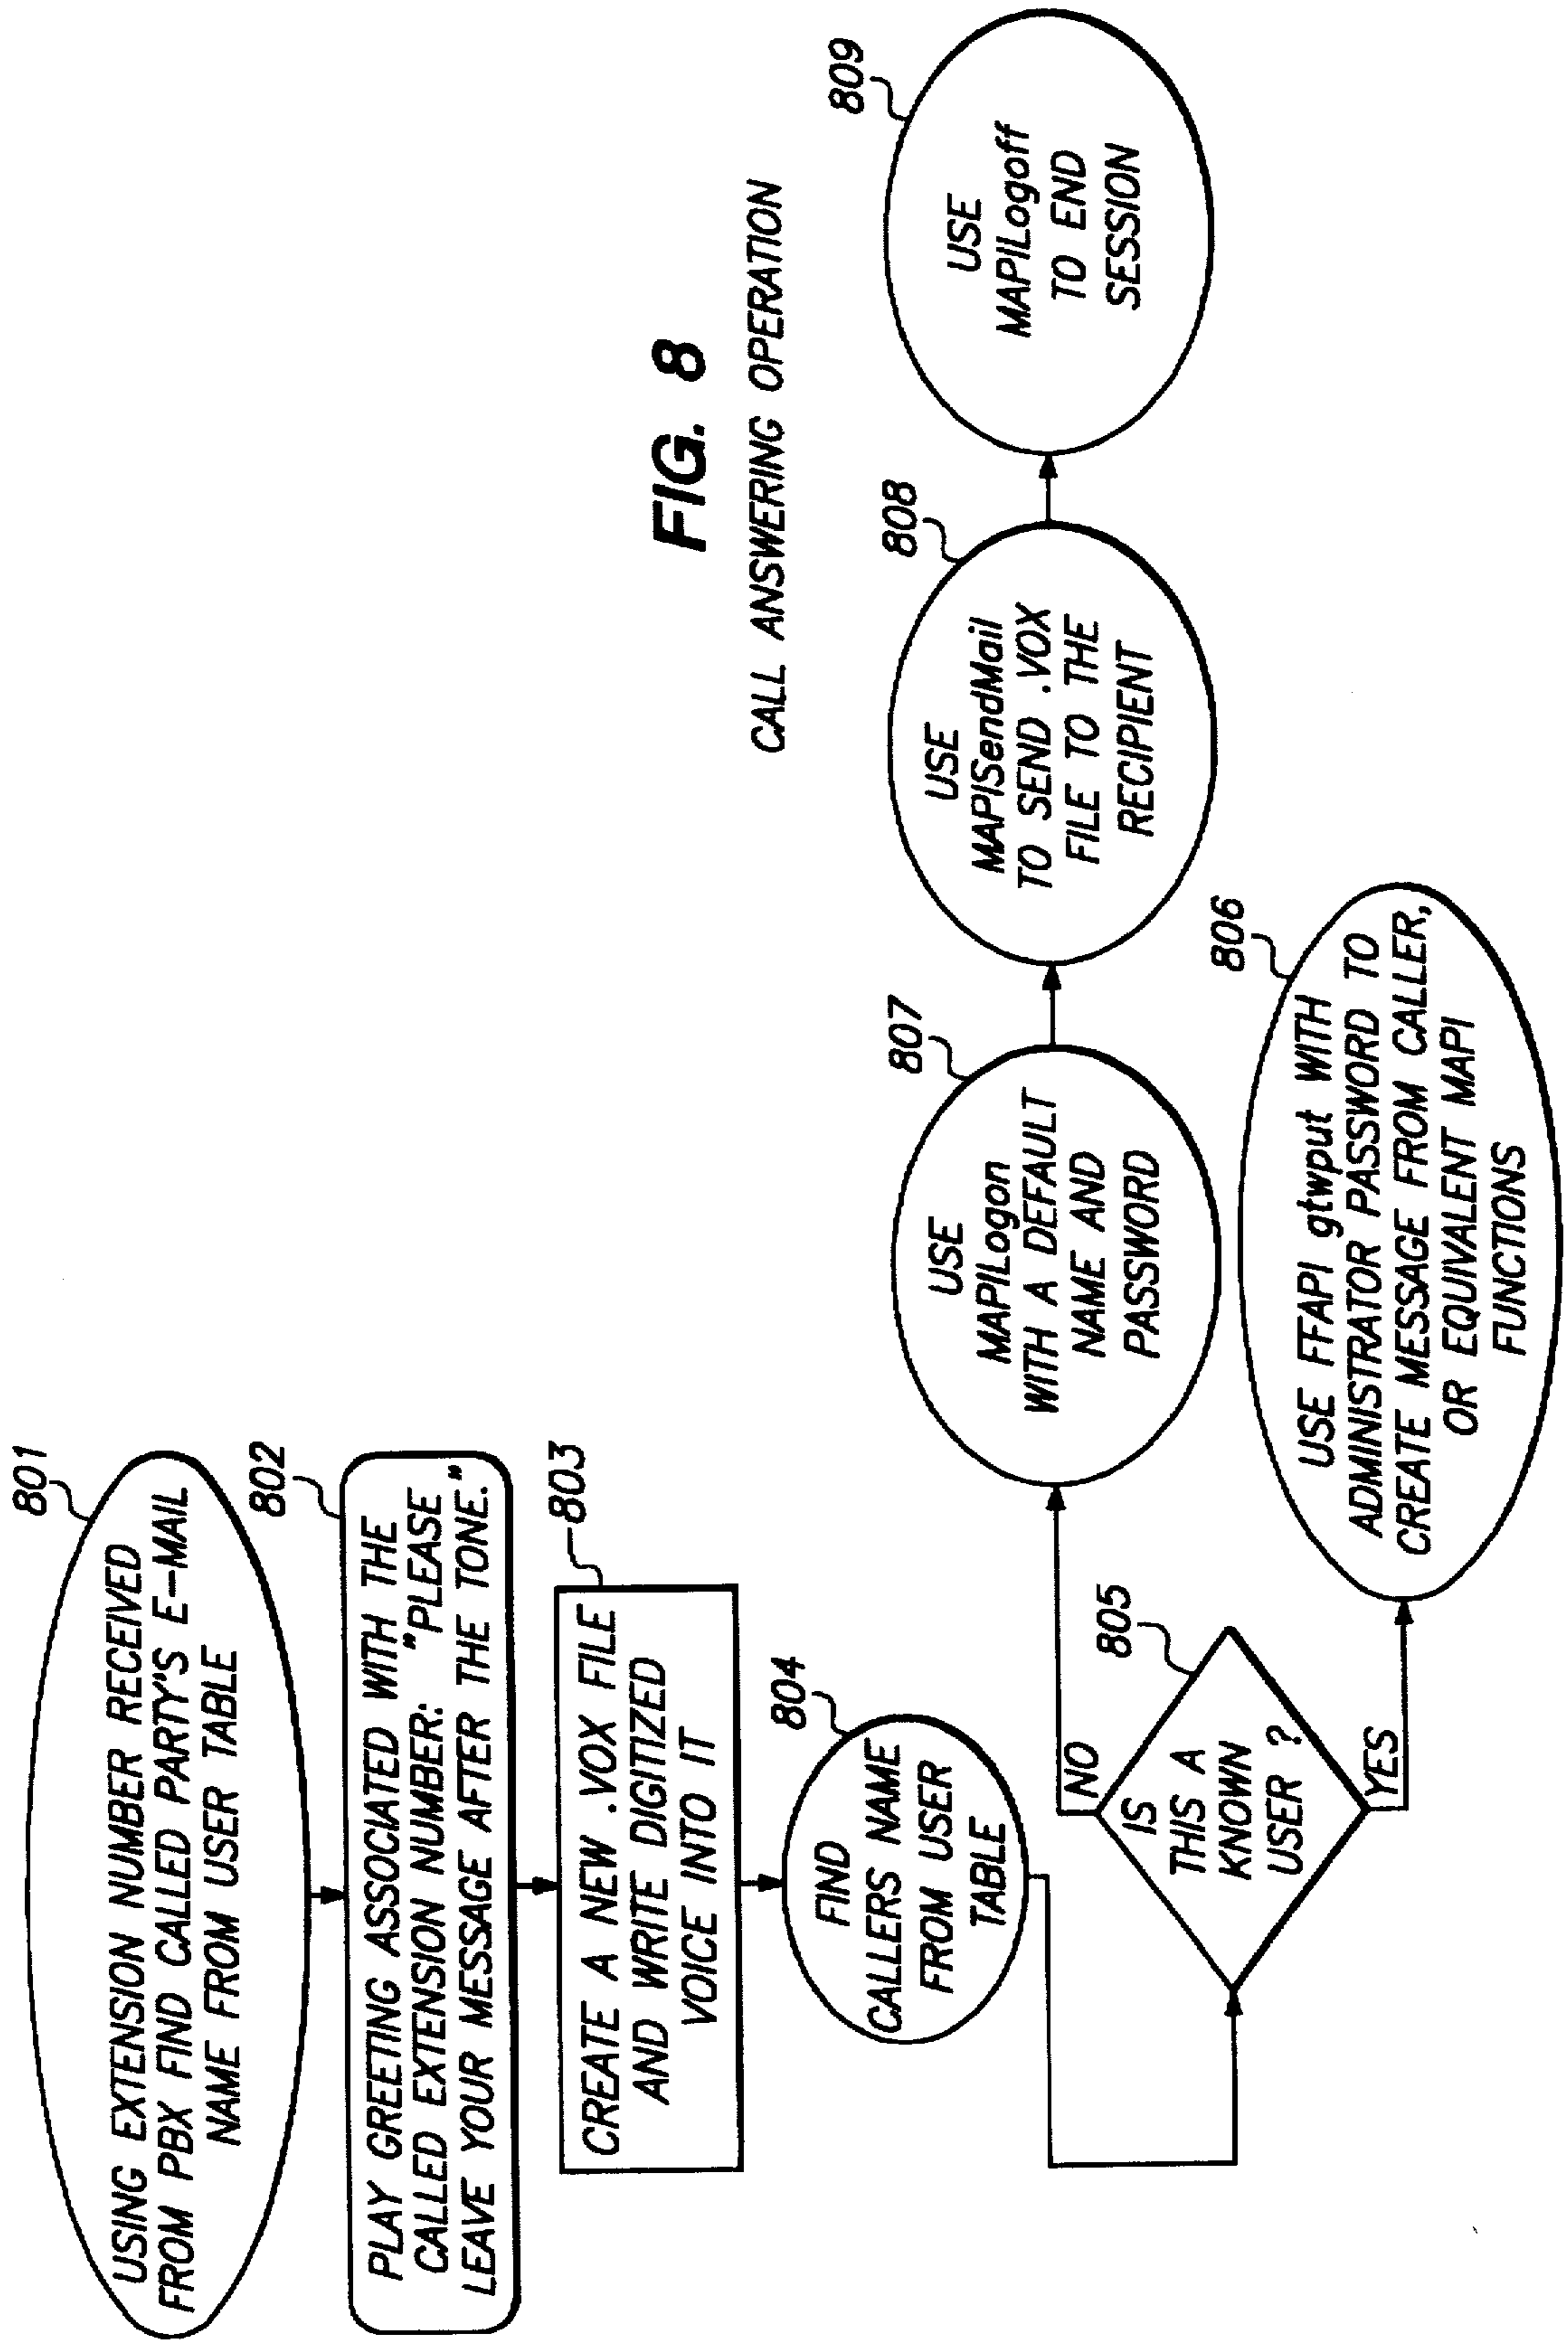 FIG. 8
CALL ANSWERING OPERATION
801
USING EXTENSION NUMBER RECEIVED
FROM PBX FIND CALLED PARTY'S E-MAIL
NAME FROM USER TABLE
802
PLAY GREETING ASSOCIATED WITH THE
CALLED EXTENSION NUMBER: "PLEASE
LEAVE YOUR MESSAGE AFTER THE TONE."
803
CREATE A NEW .VOX FILE
AND WRITE DIGITIZED
VOICE INTO IT
804
FIND
CALLERS NAME
FROM USER
TABLE
805
IS
THIS A
KNOWN
USER ?
NO
YES
807
USE
MAPILogon
WITH A DEFAULT
NAME AND
PASSWORD
808
USE
MAPISendMail
TO SEND .VOX
FILE TO THE
RECIPIENT
809
USE
MAPILogoff
TO END
SESSION
806
USE FFAPI gtwput WITH
ADMINISTRATOR PASSWORD TO
CREATE MESSAGE FROM CALLER,
OR EQUIVALENT MAPI
FUNCTIONS